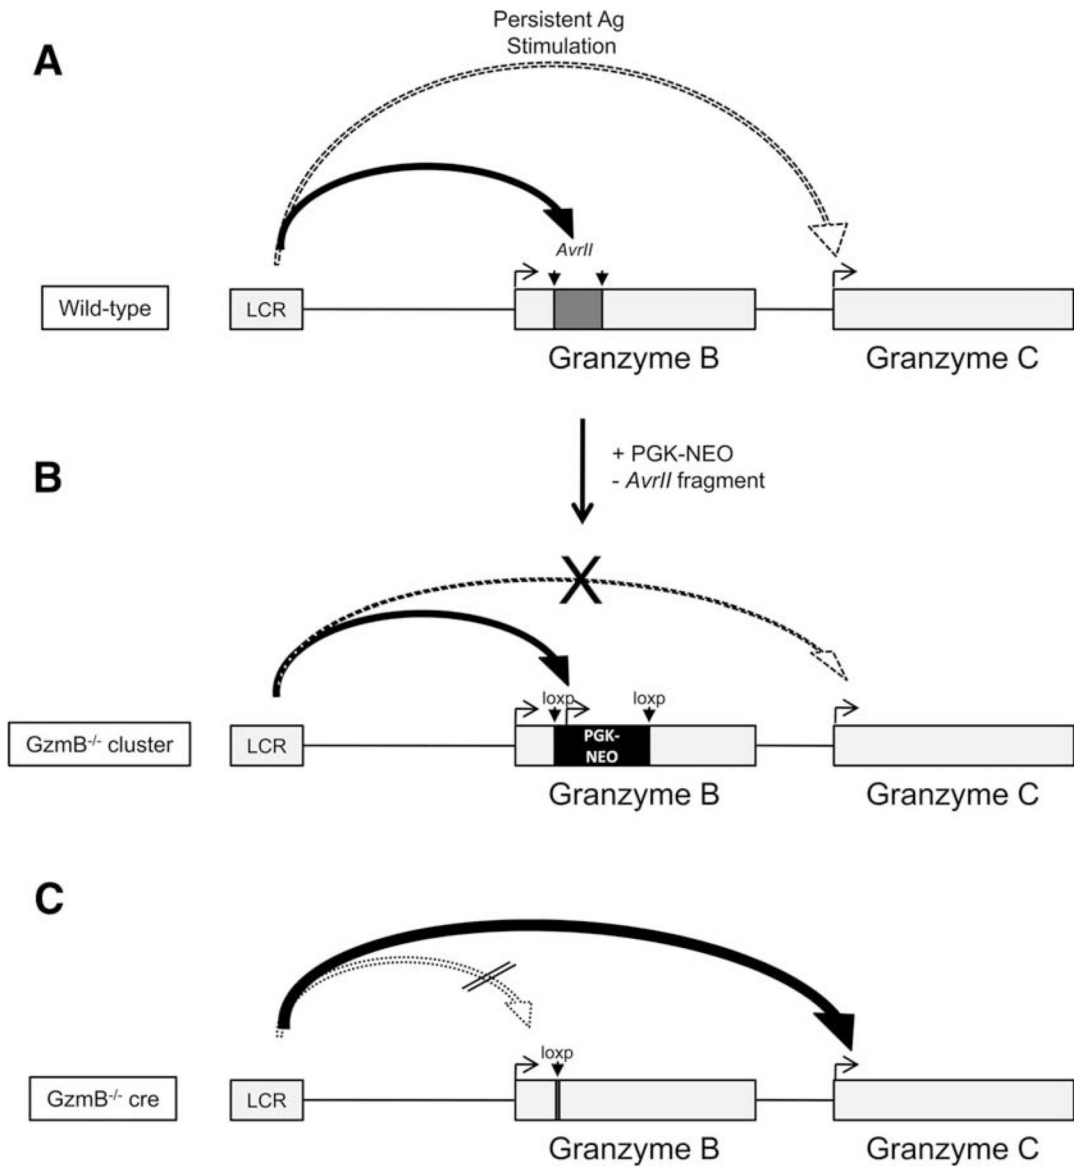 A
Persistent Ag
Stimulation
AvrII
Wild-type
LCR
Granzyme B
Granzyme C
+ PGK-NEO
- AvrII fragment
B
X
loxp
loxp
GzmB-/- cluster
LCR
PGK-
NEO
Granzyme B
Granzyme C
C
loxp
GzmB-/- cre
LCR
Granzyme B
Granzyme C